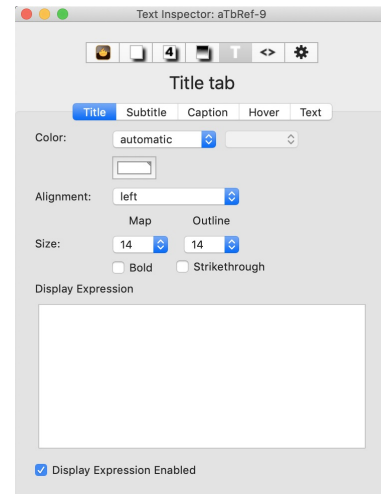 Text Inspector: aTbRef-9
4 T <>
Title tab
Title Subtitle Caption Hover Text
Color: automatic
Alignment: left
Map Outline
Size: 14 14
Bold Strikethrough
Display Expression
Display Expression Enabled